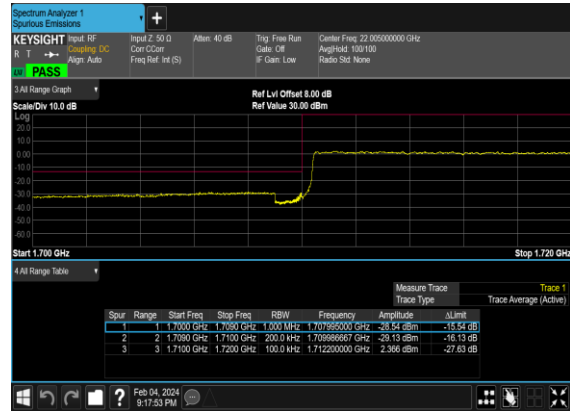 Spectrum Analyzer 1
Spurious Emissions
+
KEYSIGHT Input: RF Input Z: 50 Ω Atten: 40 dB Trig: Free Run Center Freq: 22.005000000 GHz
R T Coupling: DC Corr CCorr Gate: Off Avg|Hold: 100/100
Align: Auto Freq Ref: Int (S) IF Gain: Low Radio Std: None
PASS
3 All Range Graph
Ref Lvl Offset 8.00 dB
Scale/Div 10.0 dB Ref Value 30.00 dBm
Log
20.0
10.0
0.00
-10.0
-20.0
-30.0
-40.0
-50.0
-60.0
Start 1.700 GHz Stop 1.720 GHz
4 All Range Table
Measure Trace Trace 1
Trace Type Trace Average (Active)
Spur Range Start Freq Stop Freq RBW Frequency Amplitude ΔLimit
1 1 1.7000 GHz 1.7090 GHz 1.000 MHz 1.707995000 GHz -28.54 dBm -15.54 dB
2 2 1.7090 GHz 1.7100 GHz 200.0 kHz 1.709986667 GHz -29.13 dBm -16.13 dB
3 3 1.7100 GHz 1.7200 GHz 100.0 kHz 1.712200000 GHz 2.366 dBm -27.63 dB
? Feb 04, 2024
9:17:53 PM